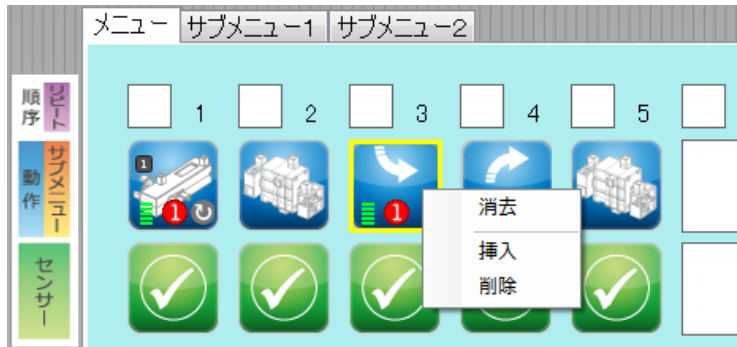 メニュー サブメニュー1 サブメニュー2
順序 リピート
動作 サブメニュー
センサー
1 2 3 4 5
1 1 1
消去
挿入
削除